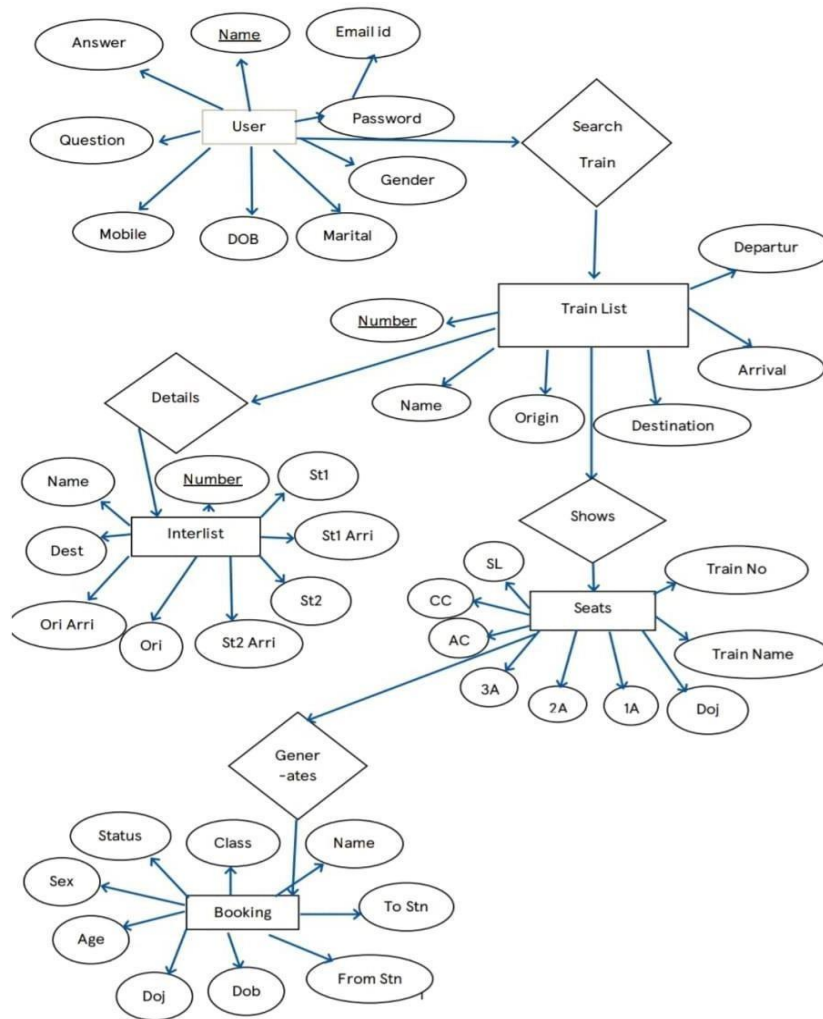 Name
Email id
Answer
User
Password
Search
Train
Question
Gender
Mobile
DOB
Marital
Departur
Train List
Number
Arrival
Details
Name
Origin
Destination
Name
Number
St1
Interlist
St1 Arri
Shows
Dest
SL
Train No
St2
CC
Seats
Ori Arri
Ori
St2 Arri
AC
Train Name
3A
2A
1A
Doj
Gener
-ates
Status
Class
Name
Sex
Booking
To Stn
Age
Doj
Dob
From Stn